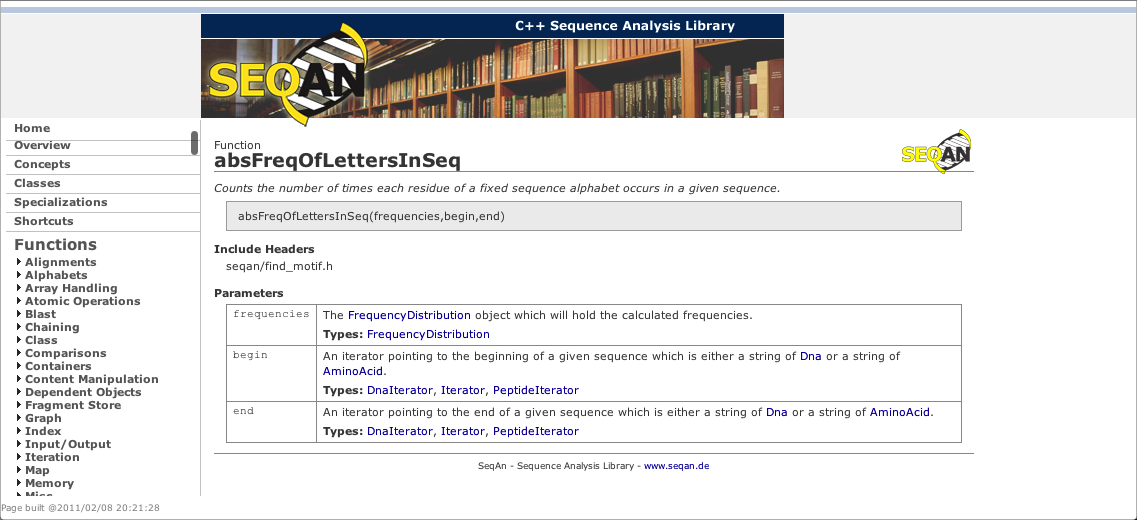 C++ Sequence Analysis Library
SEQAN
Home
Overview
Concepts
Classes
Specializations
Shortcuts
Functions
Alignments
Alphabets
Array Handling
Atomic Operations
Blast
Chaining
Class
Comparisons
Containers
Content Manipulation
Dependent Objects
Fragment Store
Graph
Index
Input/Output
Iteration
Map
Memory
Misc
Page built @2011/02/08 20:21:28
Function
absFreqOfLettersInSeq
SEQAN
Counts the number of times each residue of a fixed sequence alphabet occurs in a given sequence.
absFreqOfLettersInSeq(frequencies,begin,end)
Include Headers
seqan/find_motif.h
Parameters
frequencies The FrequencyDistribution object which will hold the calculated frequencies.
Types: FrequencyDistribution
begin An iterator pointing to the beginning of a given sequence which is either a string of Dna or a string of
AminoAcid.
Types: DnaIterator, Iterator, PeptideIterator
end An iterator pointing to the end of a given sequence which is either a string of Dna or a string of AminoAcid.
Types: DnaIterator, Iterator, PeptideIterator
SeqAn - Sequence Analysis Library - www.seqan.de